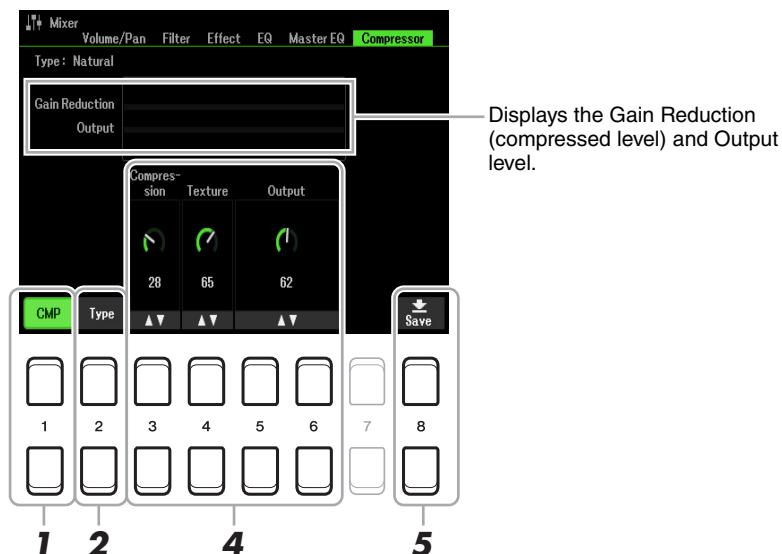 Mixer
Volume/Pan Filter Effect EQ Master EQ Compressor
Type: Natural
Gain Reduction
Output
Displays the Gain Reduction
(compressed level) and Output
level.
Compres-
sion Texture Output
28 65 62
CMP Type ▲▼ ▲▼ ▲▼ Save
1 2 3 4 5 6 7 8
1 2 4 5